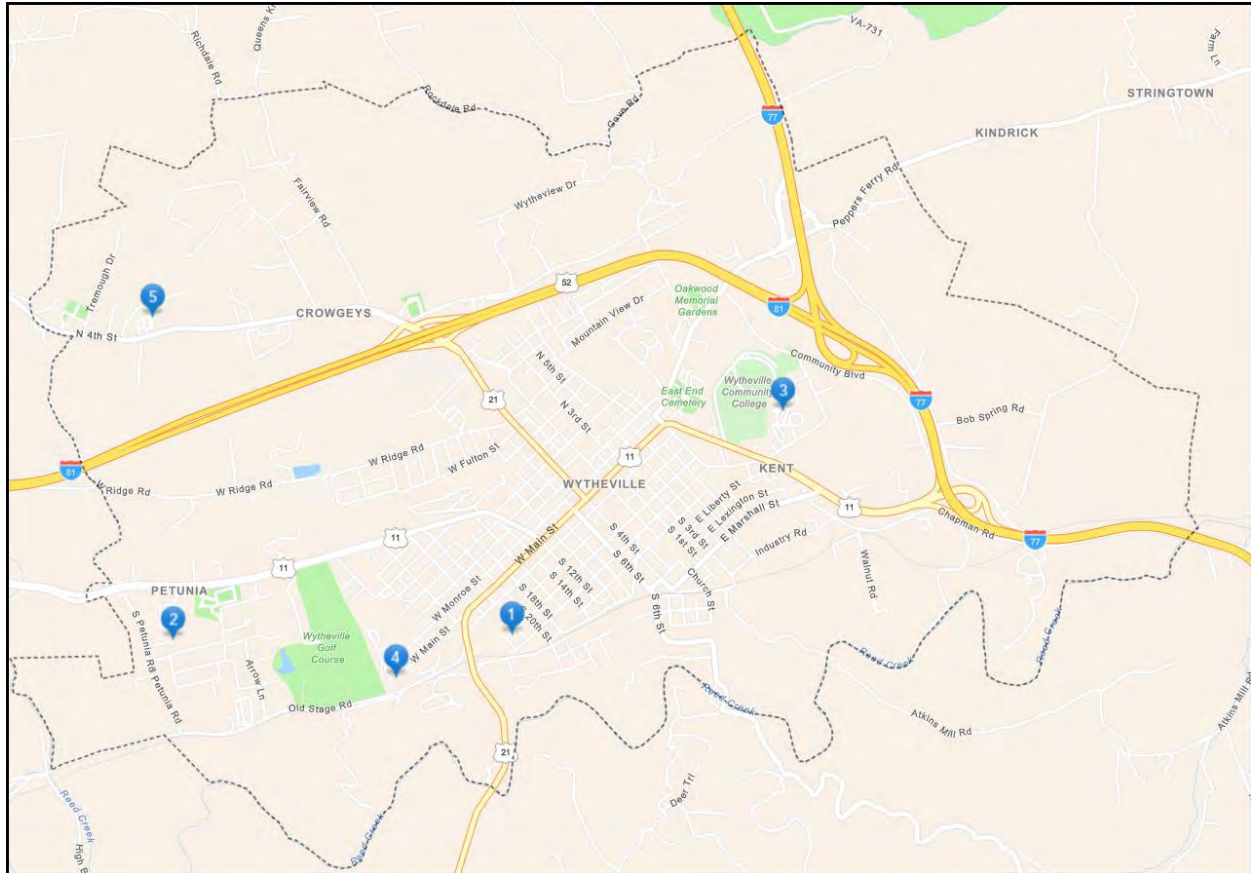 VA-731
Richdale Rd
Queens Kn
Farm Ln
Rockdale Rd
Cove Rd
STRINGTOWN
77
KINDRICK
Peppers Ferry Rd
Fairview Rd
Wytheview Dr
Tremough Dr
52
5
CROWGEYS
N 4th St
Oakwood
Memorial
Gardens
81
Mountain View Dr
Community Blvd
N 5th St
Wytheville
Community
College
3
East End
Cemetery
21
77
Bob Spring Rd
N 3rd St
W Ridge Rd
W Fulton St
11
81
KENT
W Ridge Rd
W Ridge Rd
WYTHEVILLE
E Liberty St
E Lexington St
E Marshall St
11
Chapman Rd
S 3rd St
S 1st St
Industry Rd
W Main St
S 4th St
S 6th St
11
77
11
Walnut Rd
PETUNIA
W Monroe St
S 12th St
S 14th St
Church St
S 6th St
S 18th St
S 20th St
1
2
Wytheville
Golf
Course
4
W Main St
S Petunia Rd
S Petunia Rd
Arrow Ln
Old Stage Rd
Reed Creek
Reed Creek
Reed Creek
Atkins Mill Rd
Atkins Mill Rd
21
Deer Trl
Reed Creek
Reed Creek